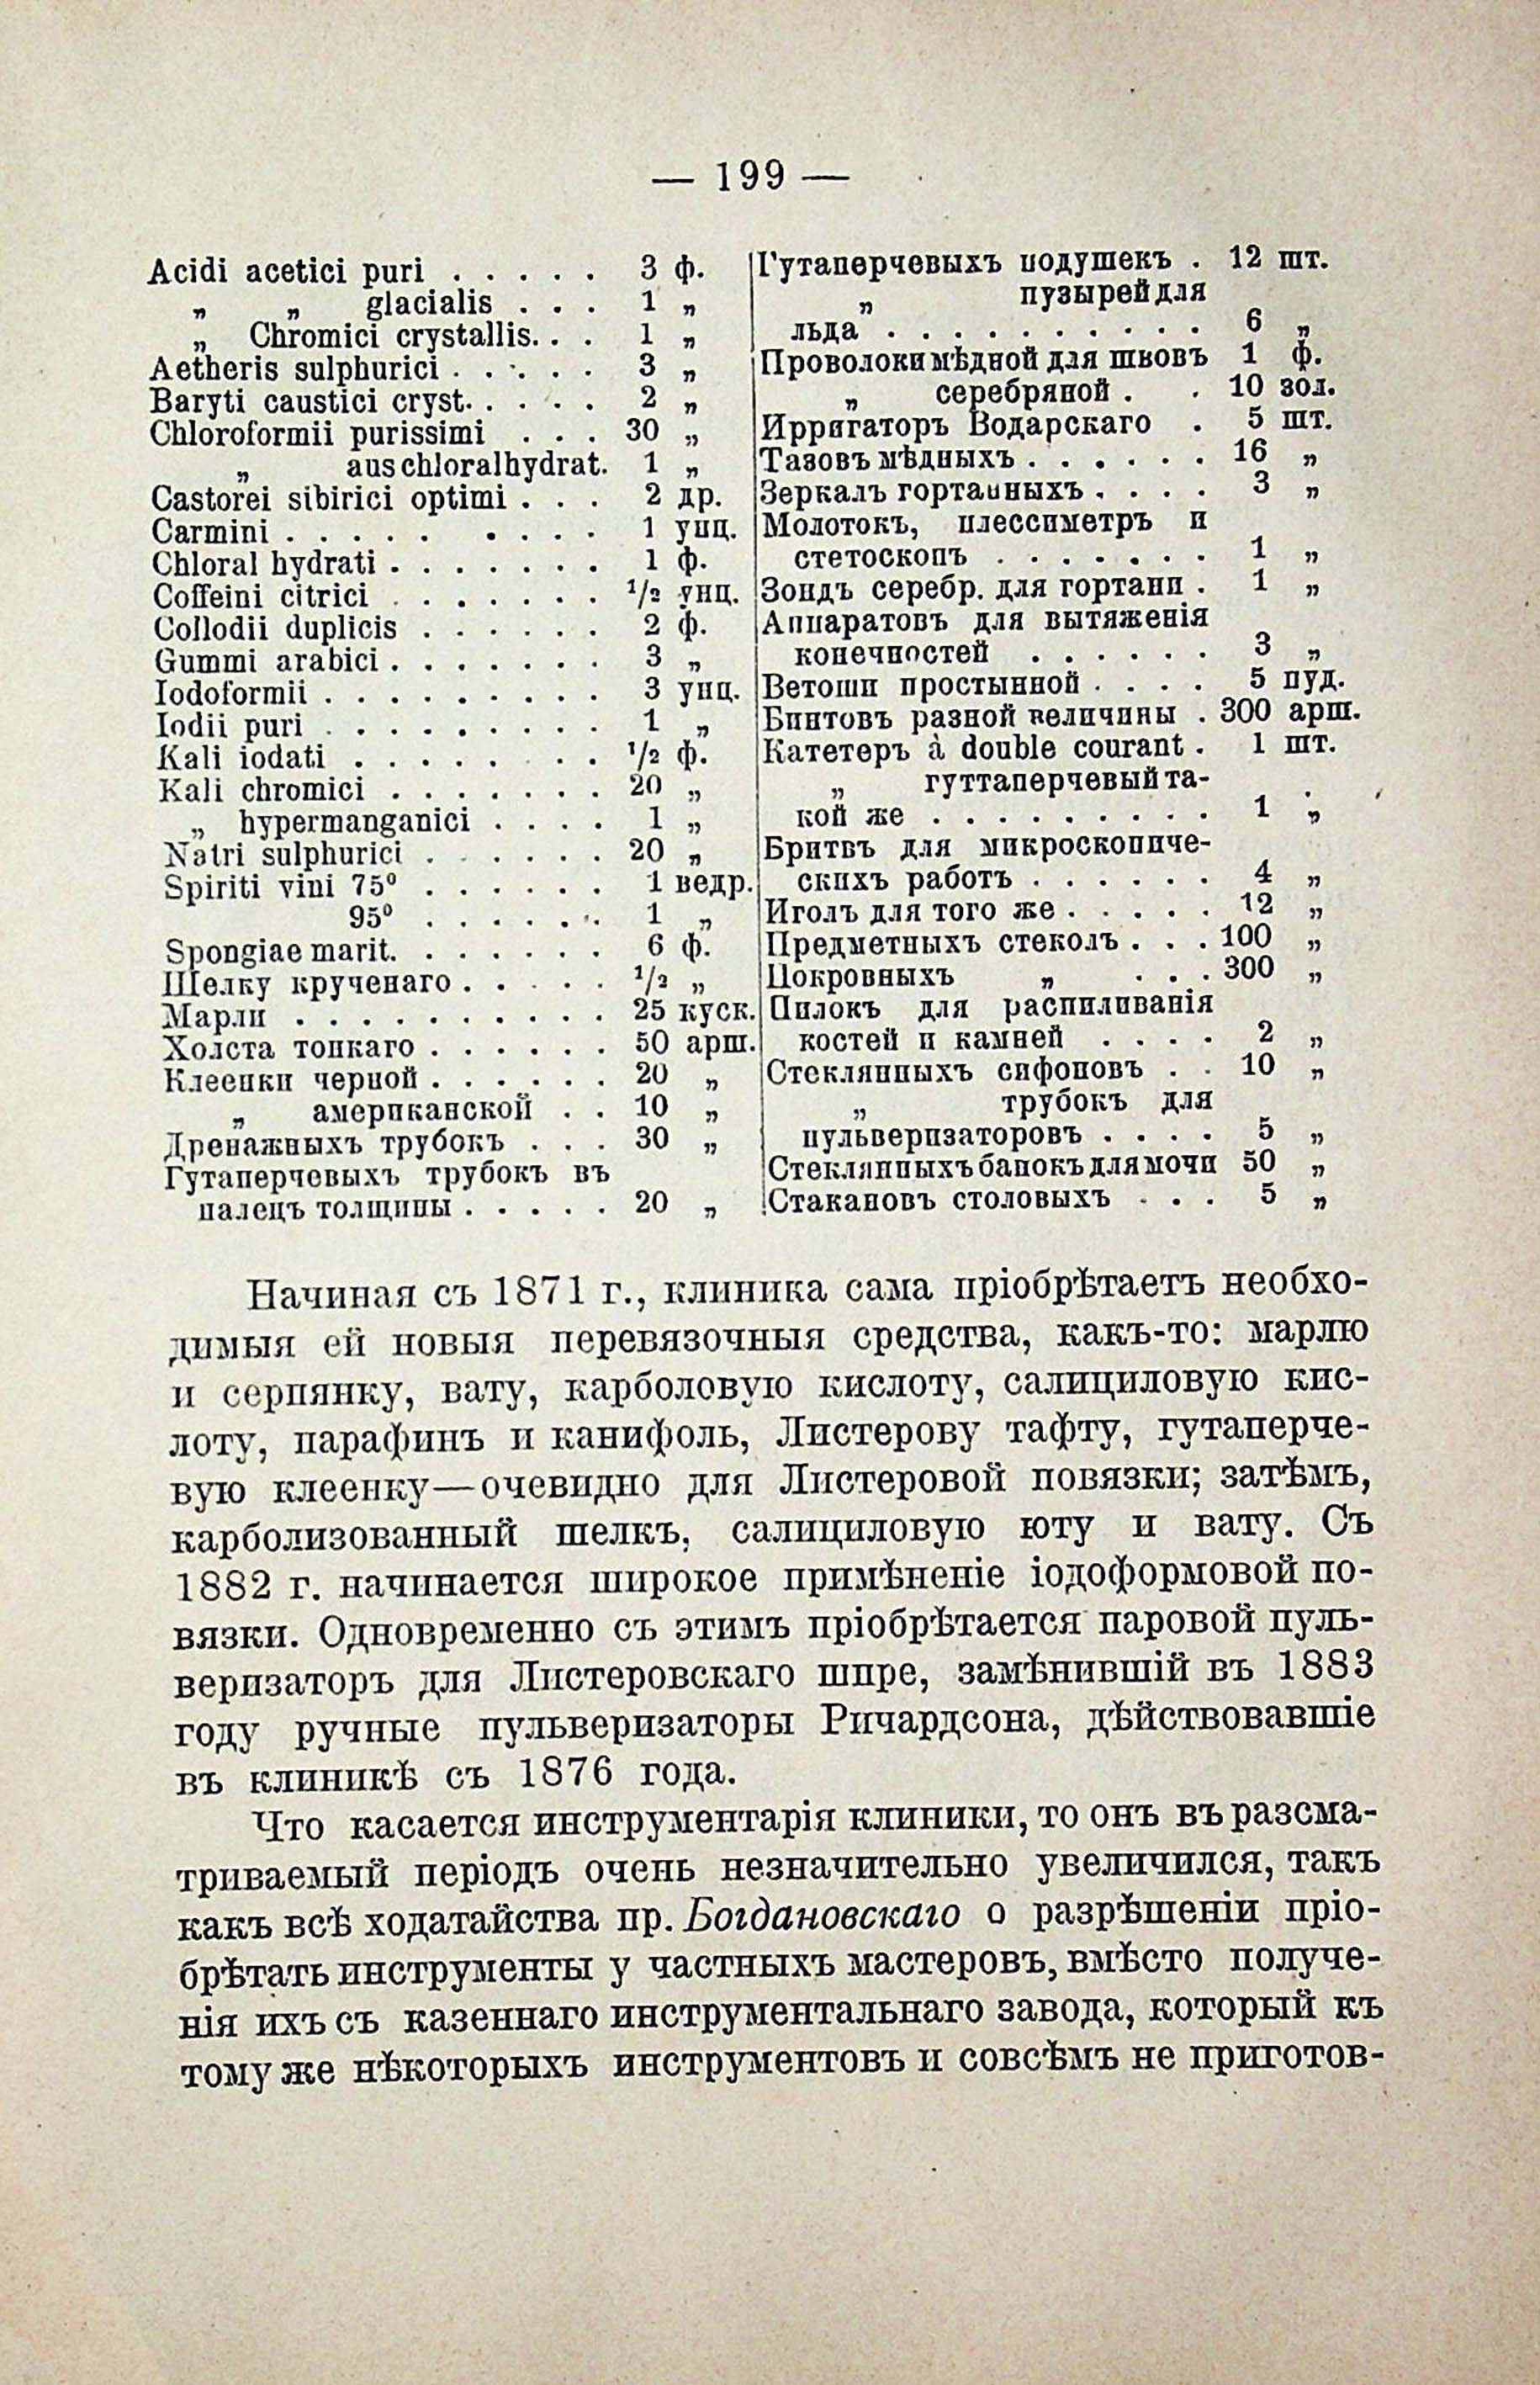 — 199 —
Acidi acetici puri . . . . . 3 ф.
„ „ glacialis . . . 1 „
„ Chromici crystallis. . . 1 „
Aetheris sulphurici . . . . . 3 „
Baryti caustici cryst. . . . . 2 „
Chloroformii purissimi . . . 30 „
„ aus chloralhydrat. 1 „
Castorei sibirici optimi . . . 2 др.
Carmini . . . . . . . . . 1 унц.
Chloral hydrati . . . . . . . 1 ф.
Coffeini citrici . . . . . . . 1/2 унц.
Collodii duplicis . . . . . . 2 ф.
Gummi arabici . . . . . . . 3 „
Iodoformii . . . . . . . . . 3 унц.
Iodii puri . . . . . . . . . 1 „
Kali iodati . . . . . . . . 1/2 ф.
Kali chromici . . . . . . . 20 „
„ hypermanganici . . . . 1 „
Natri sulphurici . . . . . . 20 „
Spiriti vini 75° . . . . . . 1 ведр.
95° . . . . . . 1 „
Spongiae marit. . . . . . . 6 ф.
Шелку крученаго . . . . . 1/2 „
Марли . . . . . . . . . . 25 куск.
Холста тонкаго . . . . . . 50 арш.
Клеенки черной . . . . . . 20 „
„ американской . . 10 „
Дренажныхъ трубокъ . . . 30 „
Гутаперчевыхъ трубокъ въ
палецъ толщины . . . . . 20 „
Гутаперчевыхъ подушекъ . 12 шт.
„ пузырей для
льда . . . . . . . . . . 6 „
Проволоки мѣдной для швовъ 1 ф.
„ серебряной . . 10 зол.
Ирригаторъ Водарскаго . 5 шт.
Тазовъ мѣдныхъ . . . . . . 16 „
Зеркалъ гортанныхъ . . . . 3 „
Молотокъ, плессиметръ и
стетоскопъ . . . . . . . 1 „
Зондъ серебр. для гортани . 1 „
Аппаратовъ для вытяженія
конечностей . . . . . . 3 „
Ветоши простынной . . . . 5 пуд.
Бинтовъ разной величины . 300 арш.
Катетеръ à double courant . 1 шт.
„ гуттаперчевый та-
кой же . . . . . . . . . 1 „
Бритвъ для микроскопиче-
скихъ работъ . . . . . . 4 „
Иголъ для того же . . . . . 12 „
Предметныхъ стеколъ . . . 100 „
Покровныхъ „ . . . 300 „
Пилокъ для распиливанія
костей и камней . . . . 2 „
Стеклянныхъ сифоновъ . . 10 „
„ трубокъ для
пульверизаторовъ . . . . 5 „
Стеклянныхъ банокъ для мочи 50 „
Стакановъ столовыхъ . . . 5 „
Начиная съ 1871 г., клиника сама пріобрѣтаетъ необхо-
димыя ей новыя перевязочныя средства, какъ-то: марлю
и серпянку, вату, карболовую кислоту, салициловую кис-
лоту, парафинъ и канифоль, Листерову тафту, гутаперче-
вую клеенку—очевидно для Листеровой повязки; затѣмъ,
карболизованный шелкъ, салициловую юту и вату. Съ
1882 г. начинается широкое примѣненіе іодоформовой по-
вязки. Одновременно съ этимъ пріобрѣтается паровой пуль-
веризаторъ для Листеровскаго шпре, замѣнившій въ 1883
году ручные пульверизаторы Ричардсона, дѣйствовавшіе
въ клиникѣ съ 1876 года.
Что касается инструментарія клиники, то онъ въ разсма-
триваемый періодъ очень незначительно увеличился, такъ
какъ всѣ ходатайства пр. Богдановскаго о разрѣшеніи пріо-
брѣтать инструменты у частныхъ мастеровъ, вмѣсто получе-
нія ихъ съ казеннаго инструментальнаго завода, который къ
тому же нѣкоторыхъ инструментовъ и совсѣмъ не приготов-